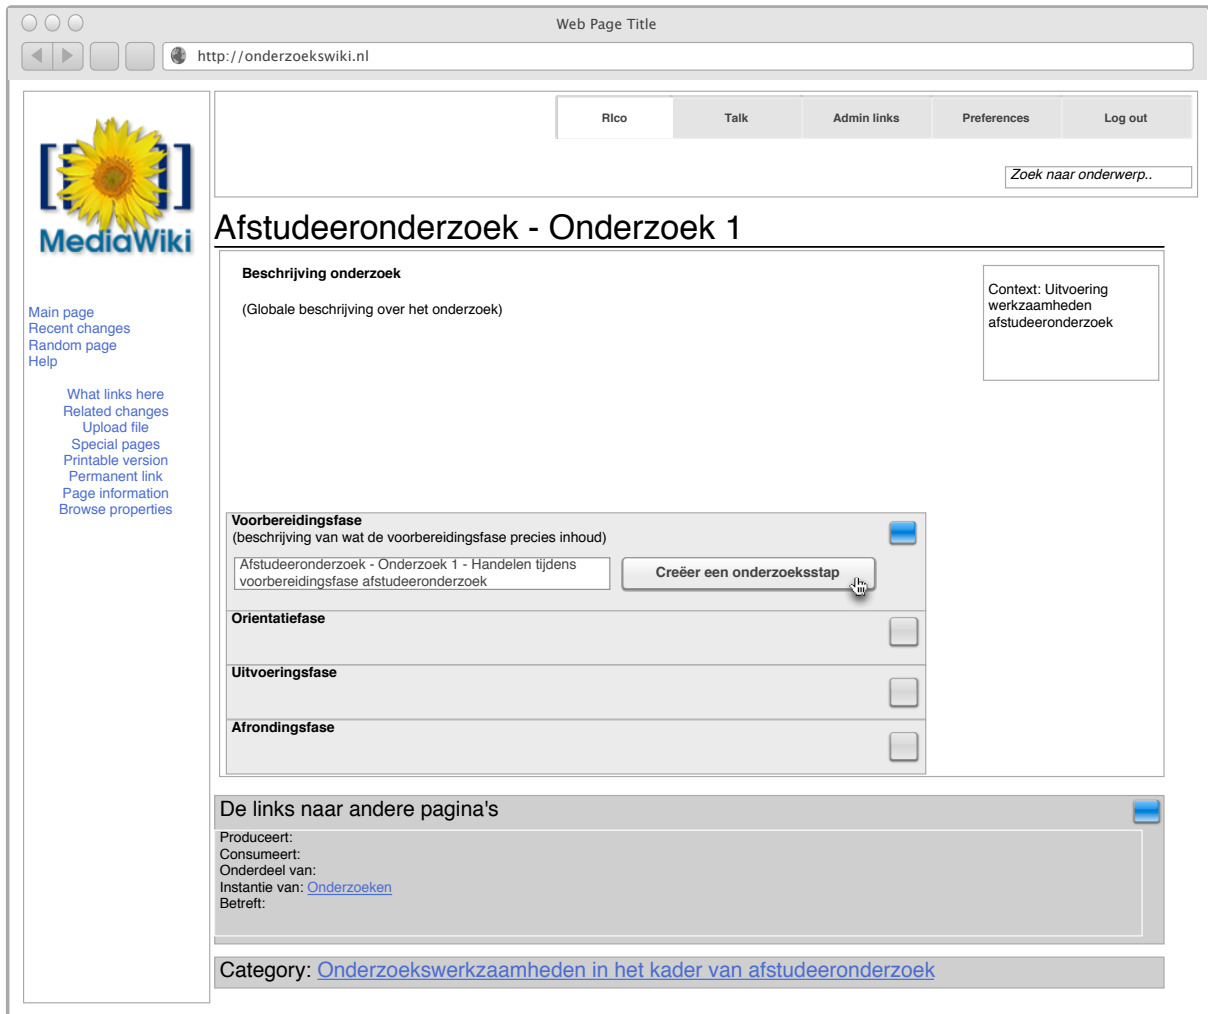 Web Page Title
http://onderzoekswiki.nl
RIco
Talk
Admin links
Preferences
Log out
Zoek naar onderwerp..
MediaWiki
Main page
Recent changes
Random page
Help
What links here
Related changes
Upload file
Special pages
Printable version
Permanent link
Page information
Browse properties
Afstudeeronderzoek - Onderzoek 1
Beschrijving onderzoek
(Globale beschrijving over het onderzoek)
Context: Uitvoering
werkzaamheden
afstudeeronderzoek
Voorbereidingsfase
(beschrijving van wat de voorbereidingsfase precies inhoud)
Afstudeeronderzoek - Onderzoek 1 - Handelen tijdens
voorbereidingsfase afstudeeronderzoek
Creëer een onderzoeksstap
Orientatiefase
Uitvoeringsfase
Afrondingsfase
De links naar andere pagina's
Produceert:
Consumeert:
Onderdeel van:
Instantie van: Onderzoeken
Betreft:
Category: Onderzoekswerkzaamheden in het kader van afstudeeronderzoek